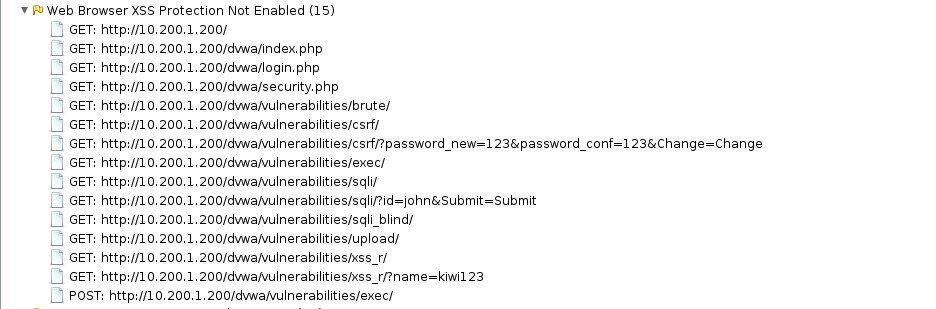 Web Browser XSS Protection Not Enabled (15)
GET: http://10.200.1.200/
GET: http://10.200.1.200/dvwa/index.php
GET: http://10.200.1.200/dvwa/login.php
GET: http://10.200.1.200/dvwa/security.php
GET: http://10.200.1.200/dvwa/vulnerabilities/brute/
GET: http://10.200.1.200/dvwa/vulnerabilities/csrf/
GET: http://10.200.1.200/dvwa/vulnerabilities/csrf/?password_new=123&password_conf=123&Change=Change
GET: http://10.200.1.200/dvwa/vulnerabilities/exec/
GET: http://10.200.1.200/dvwa/vulnerabilities/sqli/
GET: http://10.200.1.200/dvwa/vulnerabilities/sqli/?id=john&Submit=Submit
GET: http://10.200.1.200/dvwa/vulnerabilities/sqli_blind/
GET: http://10.200.1.200/dvwa/vulnerabilities/upload/
GET: http://10.200.1.200/dvwa/vulnerabilities/xss_r/
GET: http://10.200.1.200/dvwa/vulnerabilities/xss_r/?name=kiwi123
POST: http://10.200.1.200/dvwa/vulnerabilities/exec/